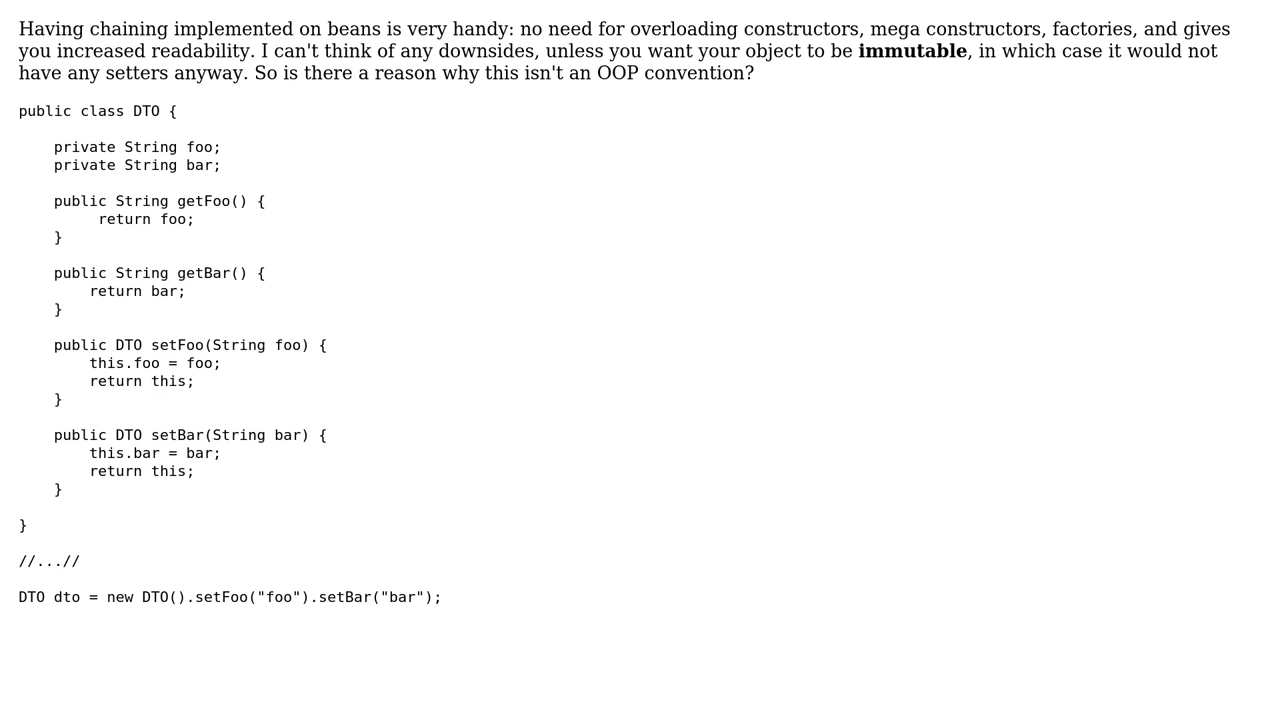 Having chaining implemented on beans is very handy: no need for overloading constructors, mega constructors, factories, and gives
you increased readability. I can't think of any downsides, unless you want your object to be immutable, in which case it would not
have any setters anyway. So is there a reason why this isn't an OOP convention?
public class DTO {
    private String foo;
    private String bar;
    public String getFoo() {
         return foo;
    }
    public String getBar() {
        return bar;
    }
    public DTO setFoo(String foo) {
        this.foo = foo;
        return this;
    }
    public DTO setBar(String bar) {
        this.bar = bar;
        return this;
    }
}
//...//
DTO dto = new DTO().setFoo("foo").setBar("bar");